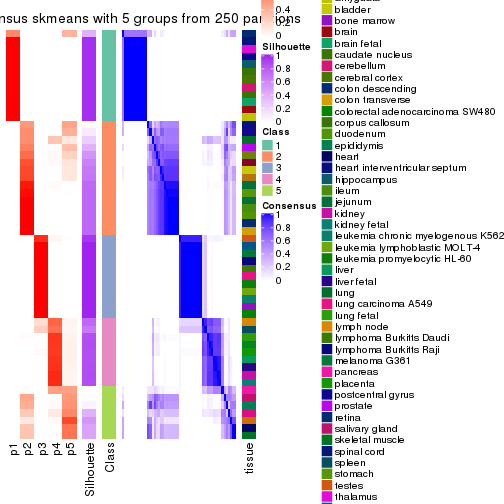 nsus skmeans with 5 groups from 250 par ons
0.4
0.2
0
Silhouette
1
0.8
0.6
0.4
0.2
0
Class
1
2
3
4
5
Consensus
1
0.8
0.6
0.4
0.2
0
bladder
bone marrow
brain
brain fetal
caudate nucleus
cerebellum
cerebral cortex
colon descending
colon transverse
colorectal adenocarcinoma SW480
corpus callosum
duodenum
epididymis
heart
heart interventricular septum
hippocampus
ileum
jejunum
kidney
kidney fetal
leukemia chronic myelogenous K562
leukemia lymphoblastic MOLT-4
leukemia promyelocytic HL-60
liver
liver fetal
lung
lung carcinoma A549
lung fetal
lymph node
lymphoma Burkitts Daudi
lymphoma Burkitts Raji
melanoma G361
pancreas
placenta
postcentral gyrus
prostate
retina
salivary gland
skeletal muscle
spinal cord
spleen
stomach
testes
thalamus
p1
p2
p3
p4
p5
Silhouette
Class
tissue